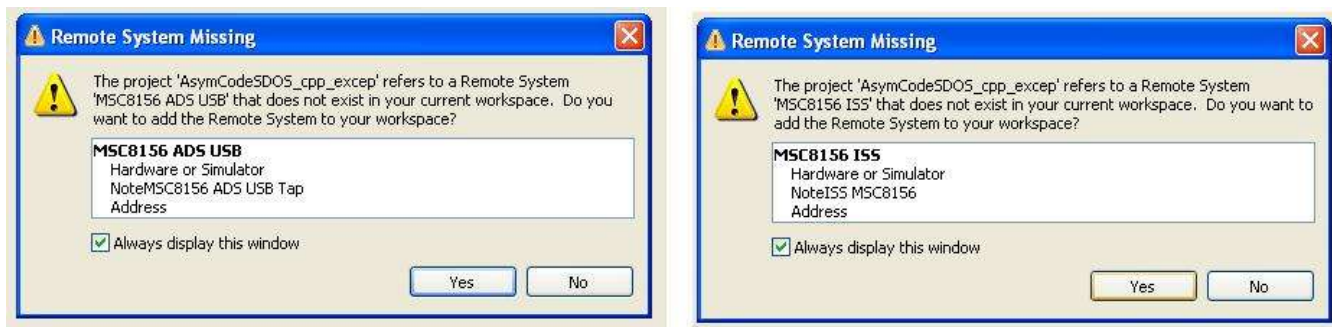 Remote System Missing
The project 'AsymCodeSDOS_cpp_excep' refers to a Remote System
'MSC8156 ADS USB' that does not exist in your current workspace. Do you
want to add the Remote System to your workspace?
MSC8156 ADS USB
Hardware or Simulator
NoteMSC8156 ADS USB Tap
Address
Always display this window
Yes
No
Remote System Missing
The project 'AsymCodeSDOS_cpp_excep' refers to a Remote System
'MSC8156 ISS' that does not exist in your current workspace. Do you want to
add the Remote System to your workspace?
MSC8156 ISS
Hardware or Simulator
NoteISS MSC8156
Address
Always display this window
Yes
No